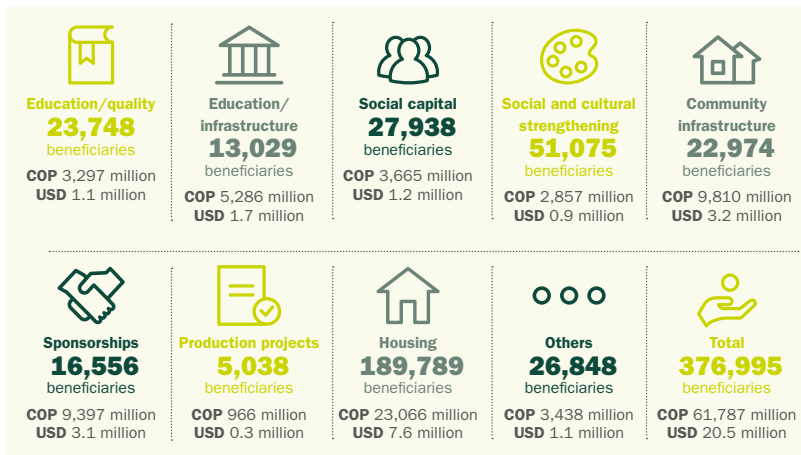 Education/quality
23,748
beneficiaries
COP 3,297 million
USD 1.1 million
Education/
infrastructure
13,029
beneficiaries
COP 5,286 million
USD 1.7 million
Social capital
27,938
beneficiaries
COP 3,665 million
USD 1.2 million
Social and cultural
strengthening
51,075
beneficiaries
COP 2,857 million
USD 0.9 million
Community
infrastructure
22,974
beneficiaries
COP 9,810 million
USD 3.2 million
Sponsorships
16,556
beneficiaries
COP 9,397 million
USD 3.1 million
Production projects
5,038
beneficiaries
COP 966 million
USD 0.3 million
Housing
189,789
beneficiaries
COP 23,066 million
USD 7.6 million
Others
26,848
beneficiaries
COP 3,438 million
USD 1.1 million
Total
376,995
beneficiaries
COP 61,787 million
USD 20.5 million